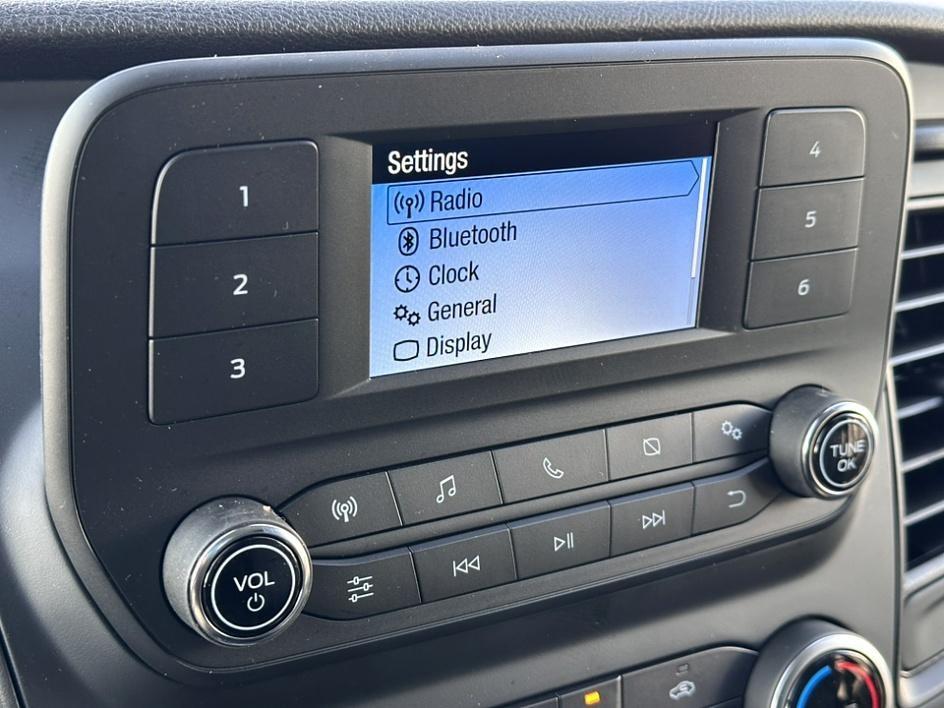 Settings
Radio
Bluetooth
Clock
General
Display
1
2
3
4
5
6
VOL
TUNE
OK